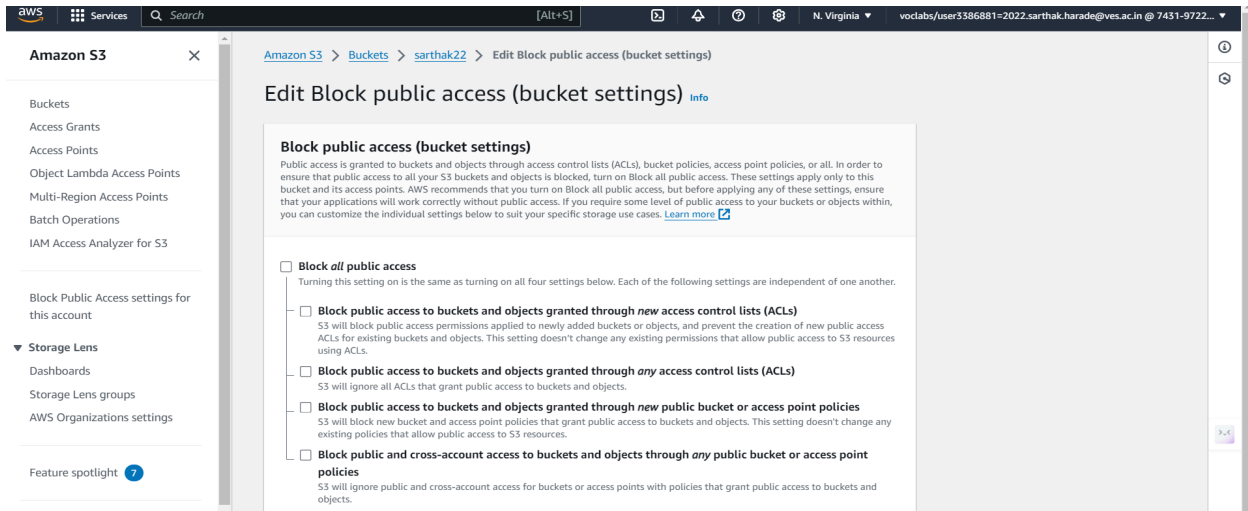 aws Services Search [Alt+S] N. Virginia ▼ voclabs/user3386881=2022.sarthak.harade@ves.ac.in @ 7431-9722... ▼
Amazon S3
Buckets
Access Grants
Access Points
Object Lambda Access Points
Multi-Region Access Points
Batch Operations
IAM Access Analyzer for S3
Block Public Access settings for
this account
▼ Storage Lens
Dashboards
Storage Lens groups
AWS Organizations settings
Feature spotlight 7
Amazon S3 > Buckets > sarthak22 > Edit Block public access (bucket settings)
Edit Block public access (bucket settings) Info
Block public access (bucket settings)
Public access is granted to buckets and objects through access control lists (ACLs), bucket policies, access point policies, or all. In order to
ensure that public access to all your S3 buckets and objects is blocked, turn on Block all public access. These settings apply only to this
bucket and its access points. AWS recommends that you turn on Block all public access, but before applying any of these settings, ensure
that your applications will work correctly without public access. If you require some level of public access to your buckets or objects within,
you can customize the individual settings below to suit your specific storage use cases. Learn more
Block all public access
Turning this setting on is the same as turning on all four settings below. Each of the following settings are independent of one another.
Block public access to buckets and objects granted through new access control lists (ACLs)
S3 will block public access permissions applied to newly added buckets or objects, and prevent the creation of new public access
ACLs for existing buckets and objects. This setting doesn't change any existing permissions that allow public access to S3 resources
using ACLs.
Block public access to buckets and objects granted through any access control lists (ACLs)
S3 will ignore all ACLs that grant public access to buckets and objects.
Block public access to buckets and objects granted through new public bucket or access point policies
S3 will block new bucket and access point policies that grant public access to buckets and objects. This setting doesn't change any
existing policies that allow public access to S3 resources.
Block public and cross-account access to buckets and objects through any public bucket or access point
policies
S3 will ignore public and cross-account access for buckets or access points with policies that grant public access to buckets and
objects.